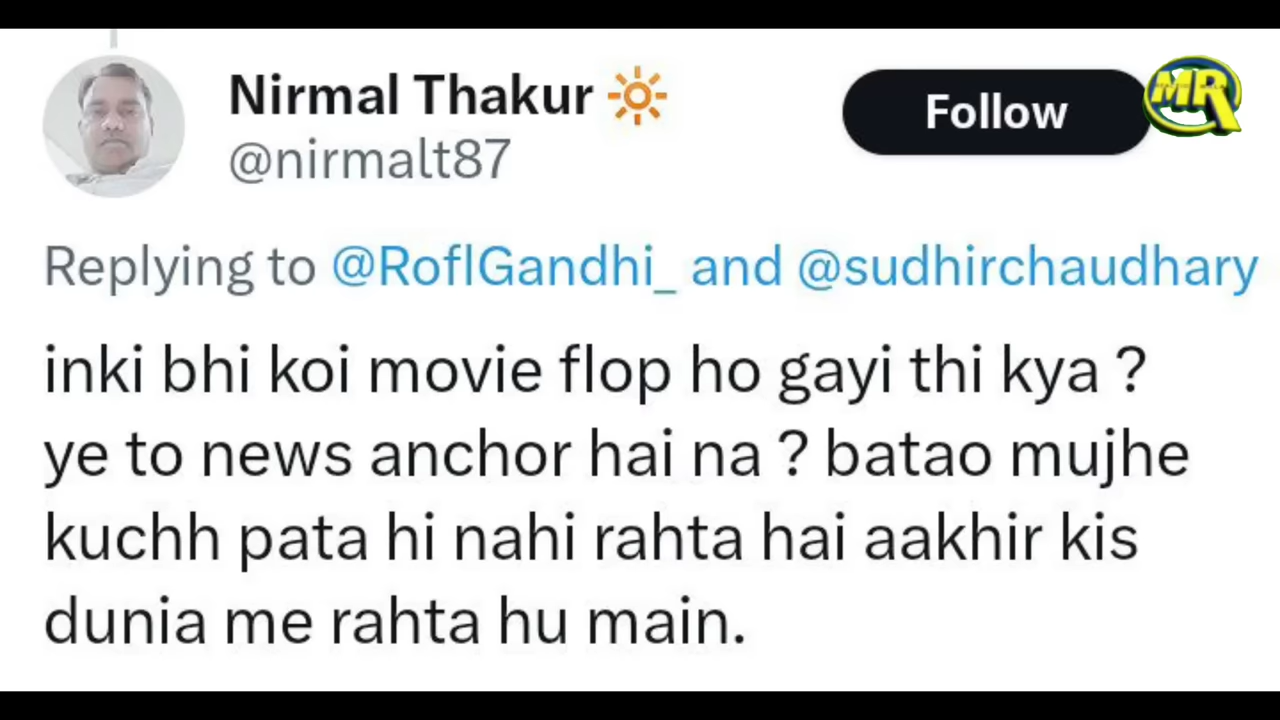 Nirmal Thakur 🔆
@nirmalt87
Follow
MR
Replying to @RoflGandhi_ and @sudhirchaudhary
inki bhi koi movie flop ho gayi thi kya ?
ye to news anchor hai na ? batao mujhe
kuchh pata hi nahi rahta hai aakhir kis
dunia me rahta hu main.